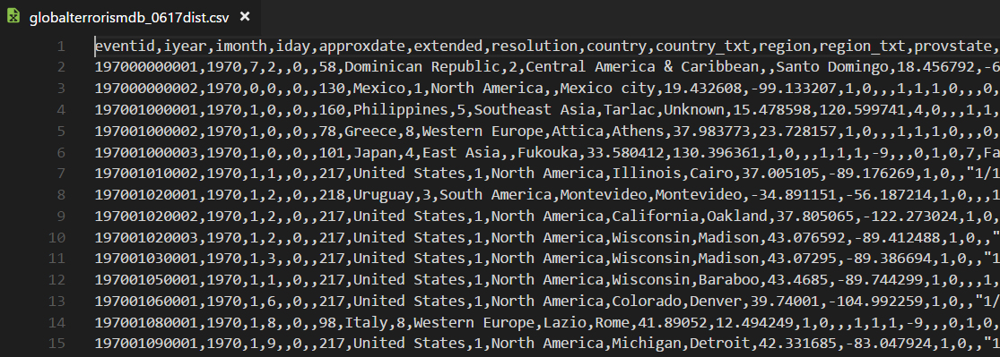 globalterrorismdb_0617dist.csv ×
1 eventid,iyear,imonth,iday,approxdate,extended,resolution,country,country_txt,region,region_txt,provstate,
2 197000000001,1970,7,2,,0,,58,Dominican Republic,2,Central America & Caribbean,,Santo Domingo,18.456792,-6
3 197000000002,1970,0,0,,0,,130,Mexico,1,North America,,Mexico city,19.432608,-99.133207,1,0,,,1,1,1,0,,,0,
4 197001000001,1970,1,0,,0,,160,Philippines,5,Southeast Asia,Tarlac,Unknown,15.478598,120.599741,4,0,,,1,1,
5 197001000002,1970,1,0,,0,,78,Greece,8,Western Europe,Attica,Athens,37.983773,23.728157,1,0,,,1,1,1,0,,,0,
6 197001000003,1970,1,0,,0,,101,Japan,4,East Asia,,Fukouka,33.580412,130.396361,1,0,,,1,1,1,-9,,,0,1,0,7,Fa
7 197001010002,1970,1,1,,0,,217,United States,1,North America,Illinois,Cairo,37.005105,-89.176269,1,0,,"1/1
8 197001020001,1970,1,2,,0,,218,Uruguay,3,South America,Montevideo,Montevideo,-34.891151,-56.187214,1,0,,,1
9 197001020002,1970,1,2,,0,,217,United States,1,North America,California,Oakland,37.805065,-122.273024,1,0,
10 197001020003,1970,1,2,,0,,217,United States,1,North America,Wisconsin,Madison,43.076592,-89.412488,1,0,,"
11 197001030001,1970,1,3,,0,,217,United States,1,North America,Wisconsin,Madison,43.07295,-89.386694,1,0,,"1
12 197001050001,1970,1,1,,0,,217,United States,1,North America,Wisconsin,Baraboo,43.4685,-89.744299,1,0,,,1,
13 197001060001,1970,1,6,,0,,217,United States,1,North America,Colorado,Denver,39.74001,-104.992259,1,0,,"1/
14 197001080001,1970,1,8,,0,,98,Italy,8,Western Europe,Lazio,Rome,41.89052,12.494249,1,0,,,1,1,1,-9,,,0,1,0,
15 197001090001,1970,1,9,,0,,217,United States,1,North America,Michigan,Detroit,42.331685,-83.047924,1,0,,"1